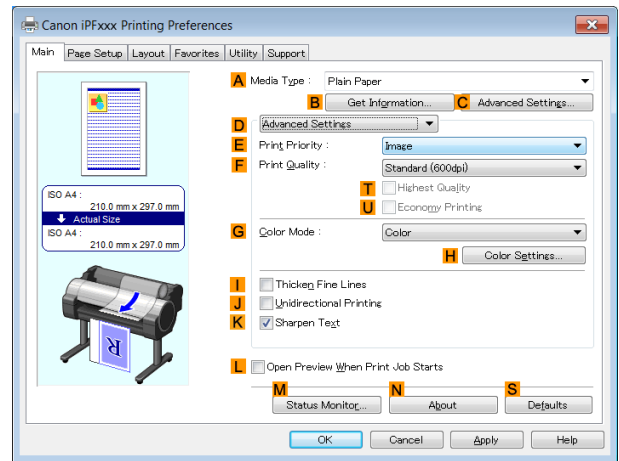 Canon iPFxxx Printing Preferences
Main Page Setup Layout Favorites Utility Support
A Media Type : Plain Paper
B Get Information... C Advanced Settings...
D Advanced Settings
E Print Priority : Image
F Print Quality : Standard (600dpi)
T Highest Quality
U Economy Printing
ISO A4 :
210.0 mm x 297.0 mm
Actual Size
ISO A4 :
210.0 mm x 297.0 mm
G Color Mode : Color
H Color Settings...
I Thicken Fine Lines
J Unidirectional Printing
K Sharpen Text
R
L Open Preview When Print Job Starts
M N S
Status Monitor... About Defaults
OK Cancel Apply Help